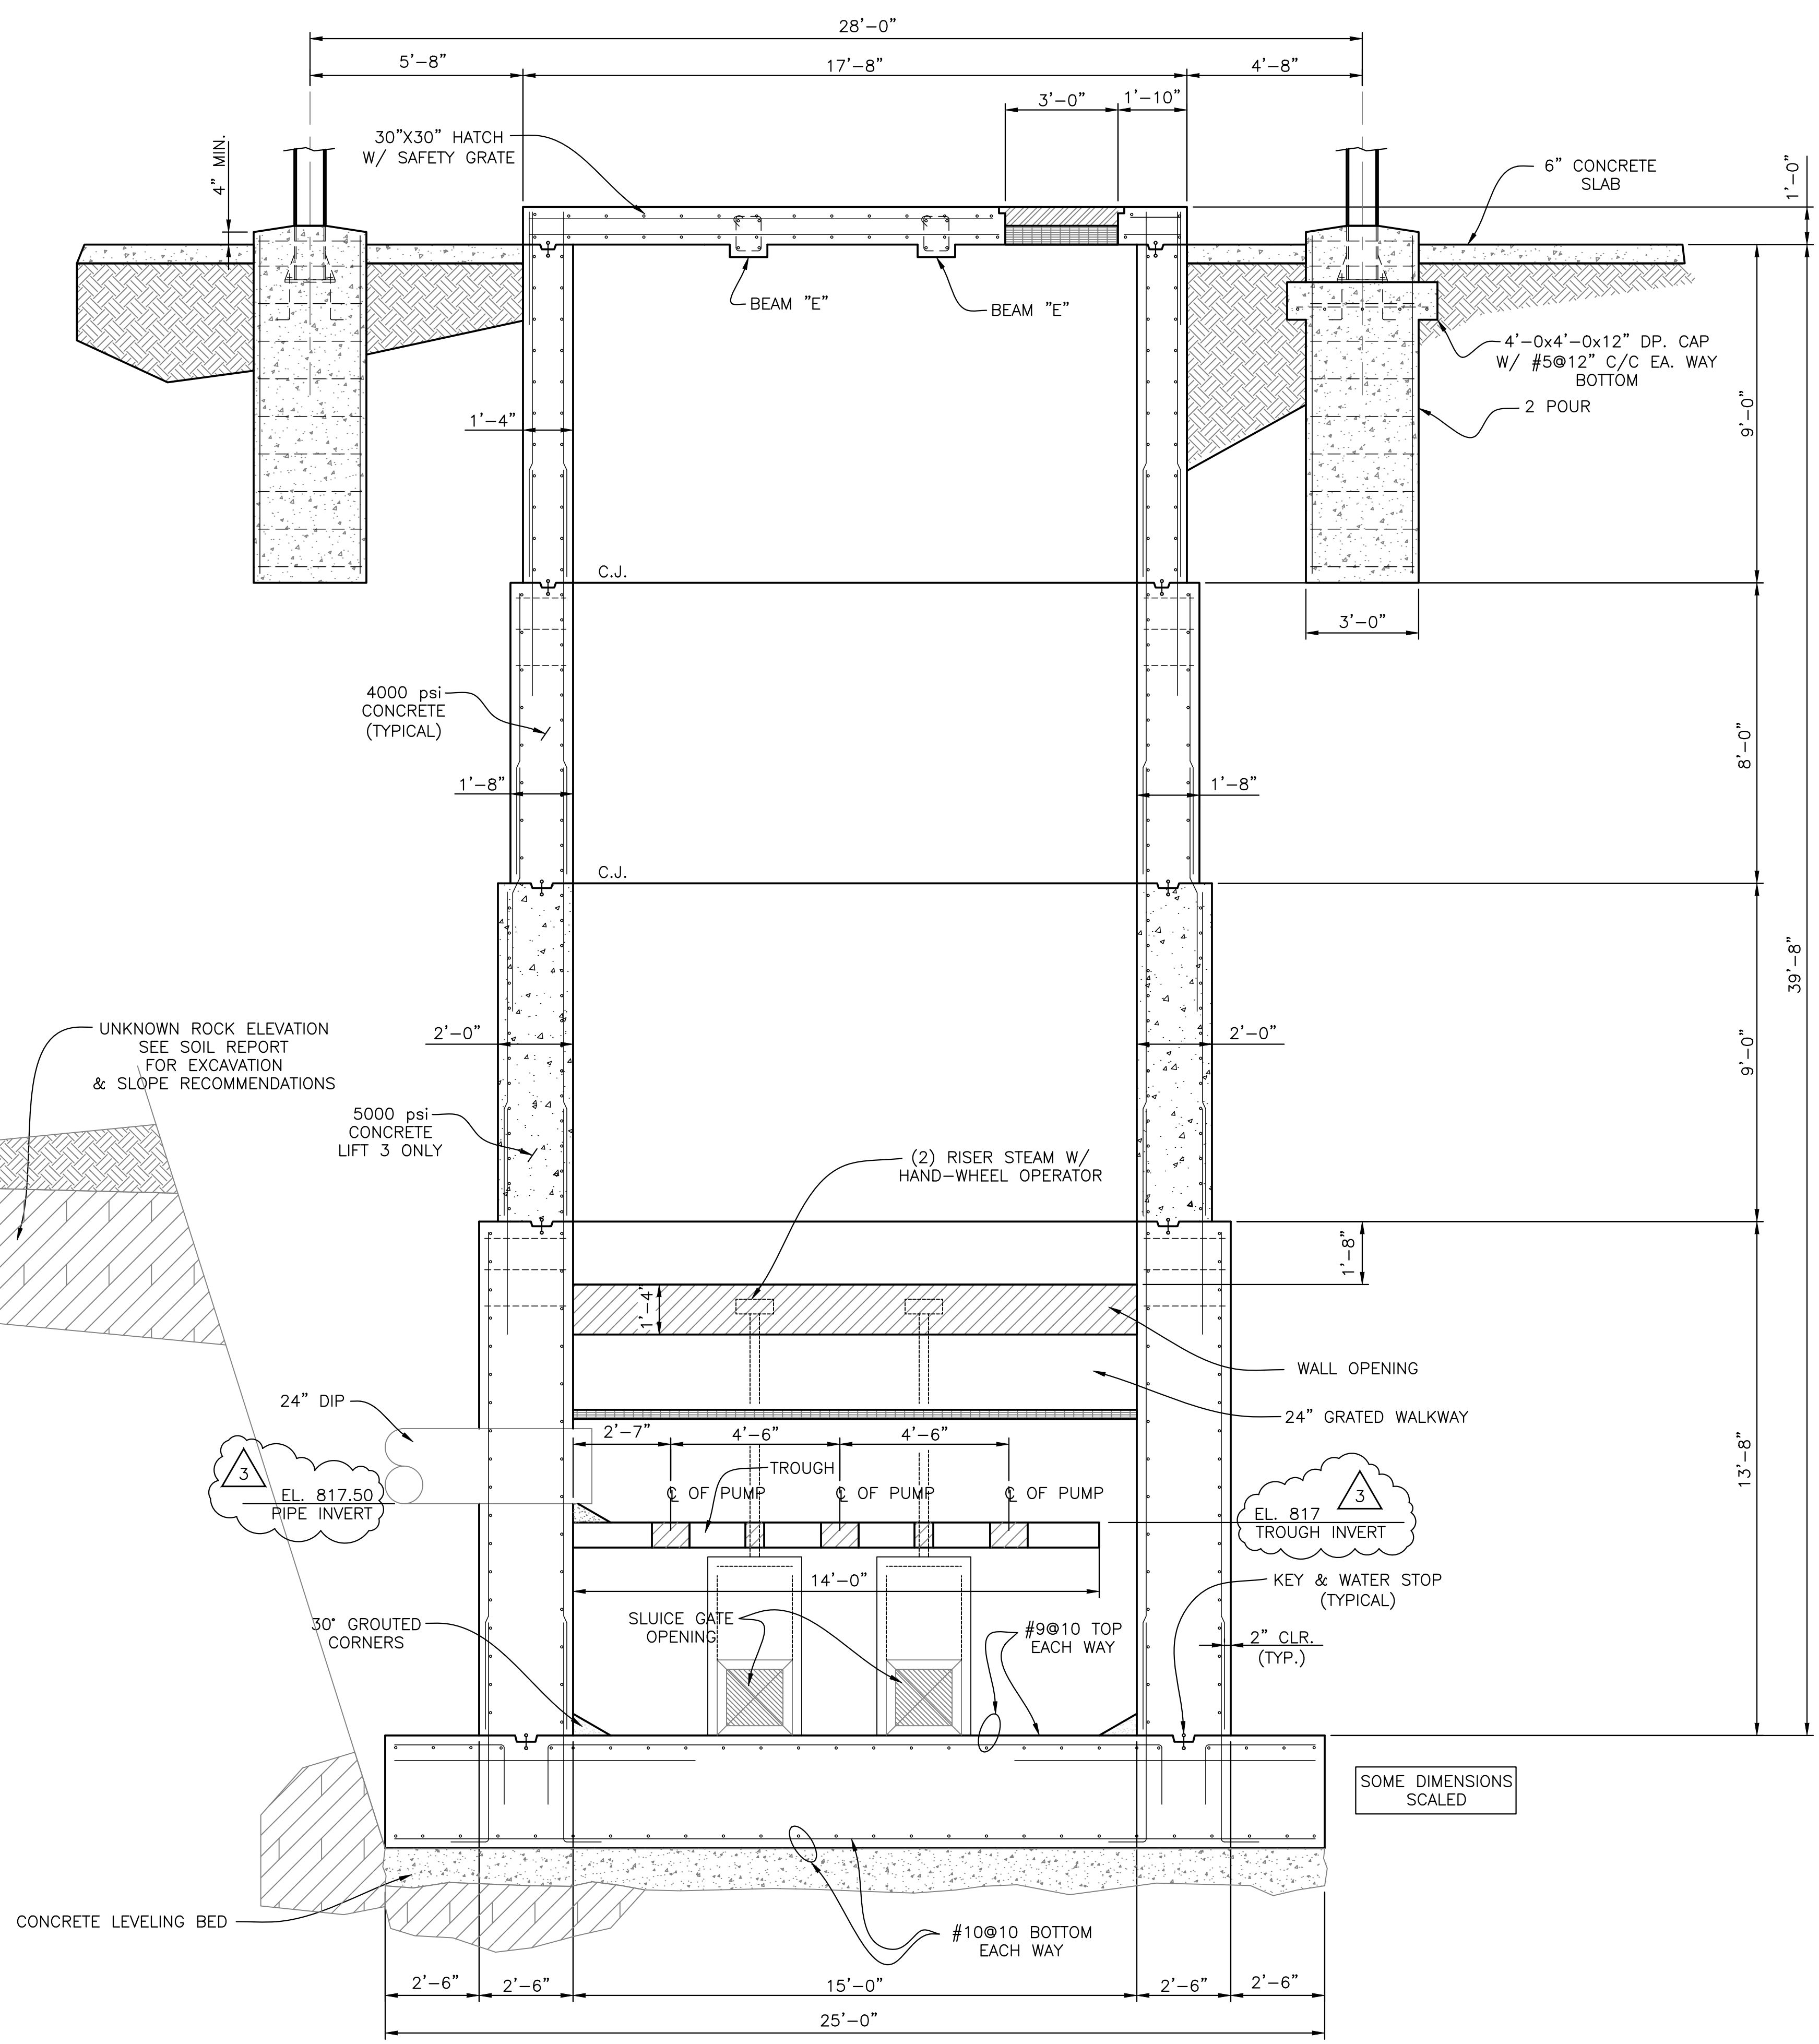 28'-0"
5'-8"
17'-8"
4'-8"
3'-0"
1'-10"
4" MIN.
30"X30" HATCH
W/ SAFETY GRATE
6" CONCRETE
SLAB
1'-0"
BEAM "E"
BEAM "E"
4'-0x4'-0x12" DP. CAP
W/ #5@12" C/C EA. WAY
BOTTOM
2 POUR
1'-4"
9'-0"
C.J.
3'-0"
4000 psi
CONCRETE
(TYPICAL)
8'-0"
1'-8"
1'-8"
C.J.
39'-8"
UNKNOWN ROCK ELEVATION
SEE SOIL REPORT
FOR EXCAVATION
& SLOPE RECOMMENDATIONS
2'-0"
2'-0"
9'-0"
5000 psi
CONCRETE
LIFT 3 ONLY
(2) RISER STEAM W/
HAND-WHEEL OPERATOR
1'-8"
1'-4'
WALL OPENING
24" DIP
24" GRATED WALKWAY
2'-7"
4'-6"
4'-6"
13'-8"
TROUGH
3
EL. 817.50
PIPE INVERT
℄ OF PUMP
℄ OF PUMP
℄ OF PUMP
3
EL. 817
TROUGH INVERT
14'-0"
KEY & WATER STOP
(TYPICAL)
30° GROUTED
CORNERS
SLUICE GATE
OPENING
#9@10 TOP
EACH WAY
2" CLR.
(TYP.)
SOME DIMENSIONS
SCALED
CONCRETE LEVELING BED
#10@10 BOTTOM
EACH WAY
2'-6"
2'-6"
15'-0"
2'-6"
2'-6"
25'-0"